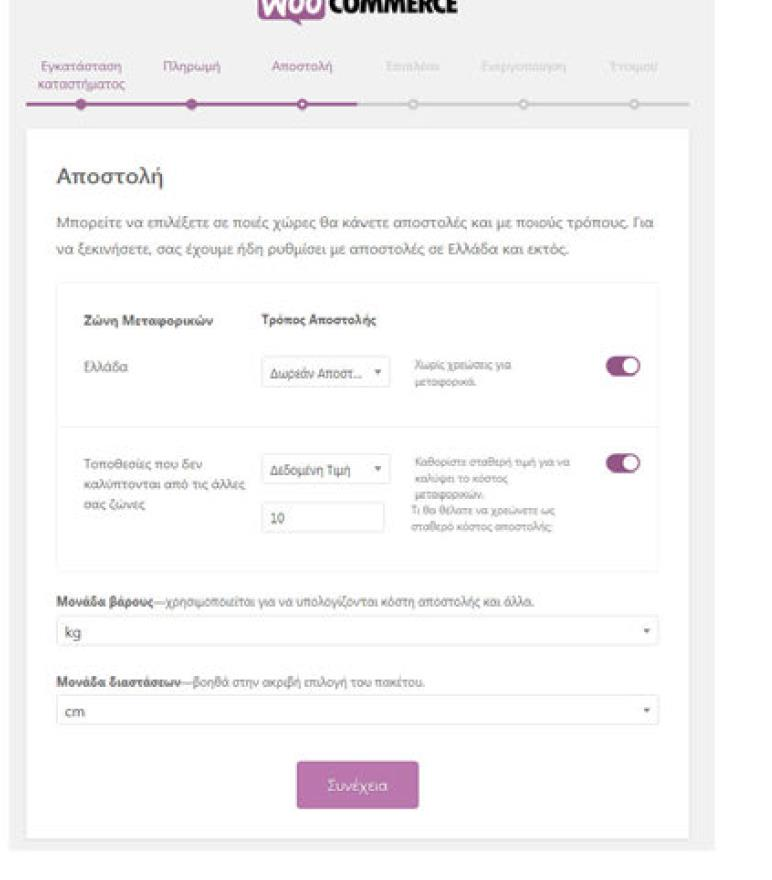 WOO COMMERCE
Εγκατάσταση καταστήματος
Πληρωμή
Αποστολή
Επιπλέον
Ενεργοποίηση
Έτοιμοι!
Αποστολή
Μπορείτε να επιλέξετε σε ποιές χώρες θα κάνετε αποστολές και με ποιούς τρόπους. Για
να ξεκινήσετε, σας έχουμε ήδη ρυθμίσει με αποστολές σε Ελλάδα και εκτός.
Ζώνη Μεταφορικών
Τρόπος Αποστολής
Ελλάδα
Δωρεάν Αποστ...
Χωρίς χρεώσεις για
μεταφορικά.
Τοποθεσίες που δεν
καλύπτονται από τις άλλες
σας ζώνες
Δεδομένη Τιμή
10
Καθορίστε σταθερή τιμή για να
καλύψει το κόστος
μεταφορικών.
Τι θα θέλατε να χρεώνετε ως
σταθερό κόστος αποστολής;
Μονάδα βάρους—χρησιμοποιείται για να υπολογίζονται κόστη αποστολής και άλλα.
kg
Μονάδα διαστάσεων—βοηθά στην ακριβή επιλογή του πακέτου.
cm
Συνέχεια